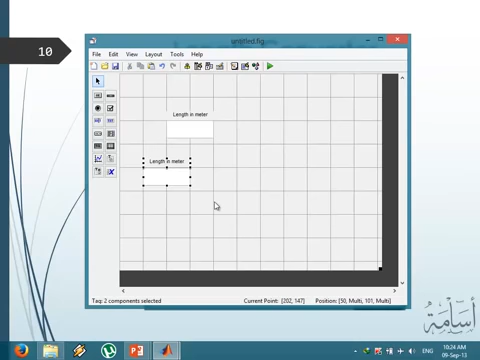 10
untitled.fig
File Edit View Layout Tools Help
Length in meter
Length in meter
Tag: 2 components selected
Current Point: [202, 147]
Position: [50, Multi, 101, Multi]
أسامة
ENG
10:24 AM
09-Sep-13